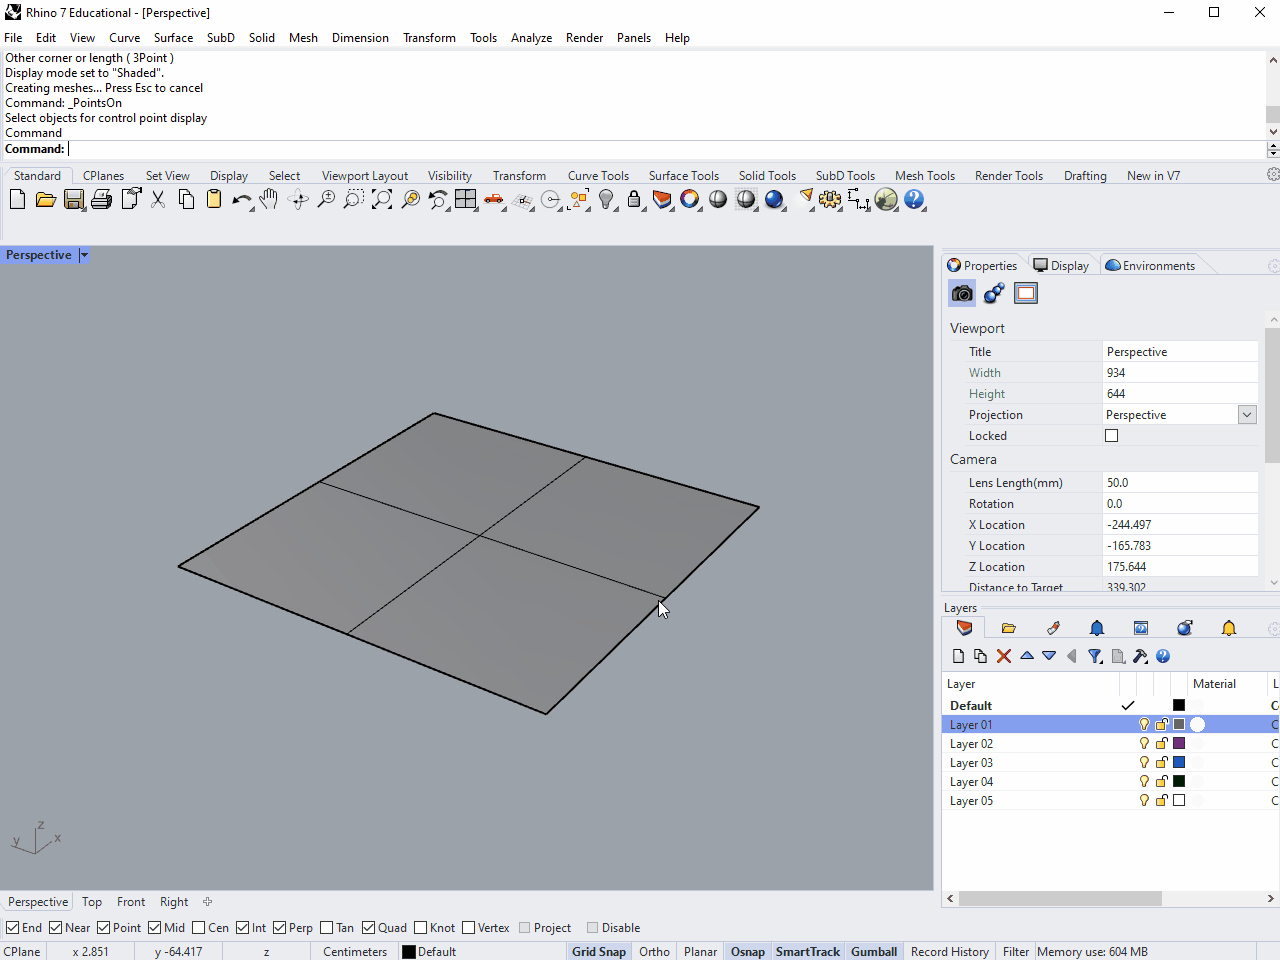 Rhino 7 Educational - [Perspective]
File Edit View Curve Surface SubD Solid Mesh Dimension Transform Tools Analyze Render Panels Help
Other corner or length ( 3Point )
Display mode set to "Shaded".
Creating meshes... Press Esc to cancel
Command: _PointsOn
Select objects for control point display
Command
Command:
Standard CPlanes Set View Display Select Viewport Layout Visibility Transform Curve Tools Surface Tools Solid Tools SubD Tools Mesh Tools Render Tools Drafting New in V7
Perspective
Properties Display Environments
Viewport
Title Perspective
Width 934
Height 644
Projection Perspective
Locked
Camera
Lens Length(mm) 50.0
Rotation 0.0
X Location -244.497
Y Location -165.783
Z Location 175.644
Distance to Target 339.302
Layers
Layer Material L
Default C
Layer 01 C
Layer 02 C
Layer 03 C
Layer 04 C
Layer 05 C
z
y x
Perspective Top Front Right
End Near Point Mid Cen Int Perp Tan Quad Knot Vertex Project Disable
CPlane x 2.851 y -64.417 z Centimeters Default Grid Snap Ortho Planar Osnap SmartTrack Gumball Record History Filter Memory use: 604 MB